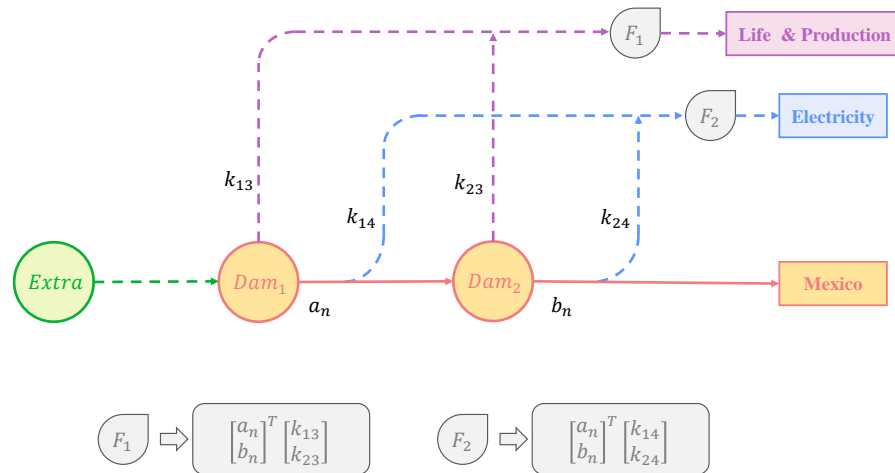 F₁
Life & Production
F₂
Electricity
k₁₃
k₁₄
k₂₃
k₂₄
Extra
Dam₁
aₙ
Dam₂
bₙ
Mexico
F₁
[aₙ bₙ]ᵀ [k₁₃ k₂₃]
F₂
[aₙ bₙ]ᵀ [k₁₄ k₂₄]